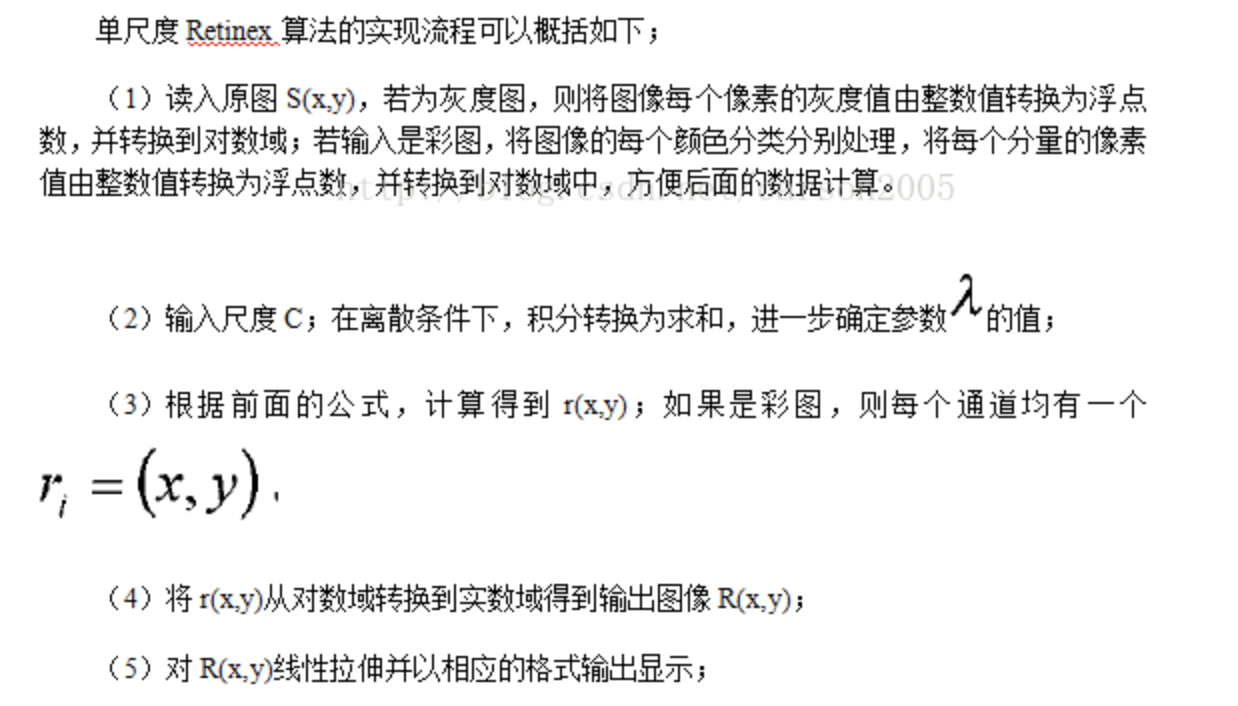 单尺度 Retinex 算法的实现流程可以概括如下；
（1）读入原图 S(x,y)，若为灰度图，则将图像每个像素的灰度值由整数值转换为浮点
数，并转换到对数域；若输入是彩图，将图像的每个颜色分类分别处理，将每个分量的像素
值由整数值转换为浮点数，并转换到对数域中，方便后面的数据计算。
http://blog.csdn.net/carson2005
（2）输入尺度 C；在离散条件下，积分转换为求和，进一步确定参数λ的值；
（3）根据前面的公式，计算得到 r(x,y)；如果是彩图，则每个通道均有一个
r_i = (x, y) ,
（4）将 r(x,y)从对数域转换到实数域得到输出图像 R(x,y)；
（5）对 R(x,y)线性拉伸并以相应的格式输出显示；